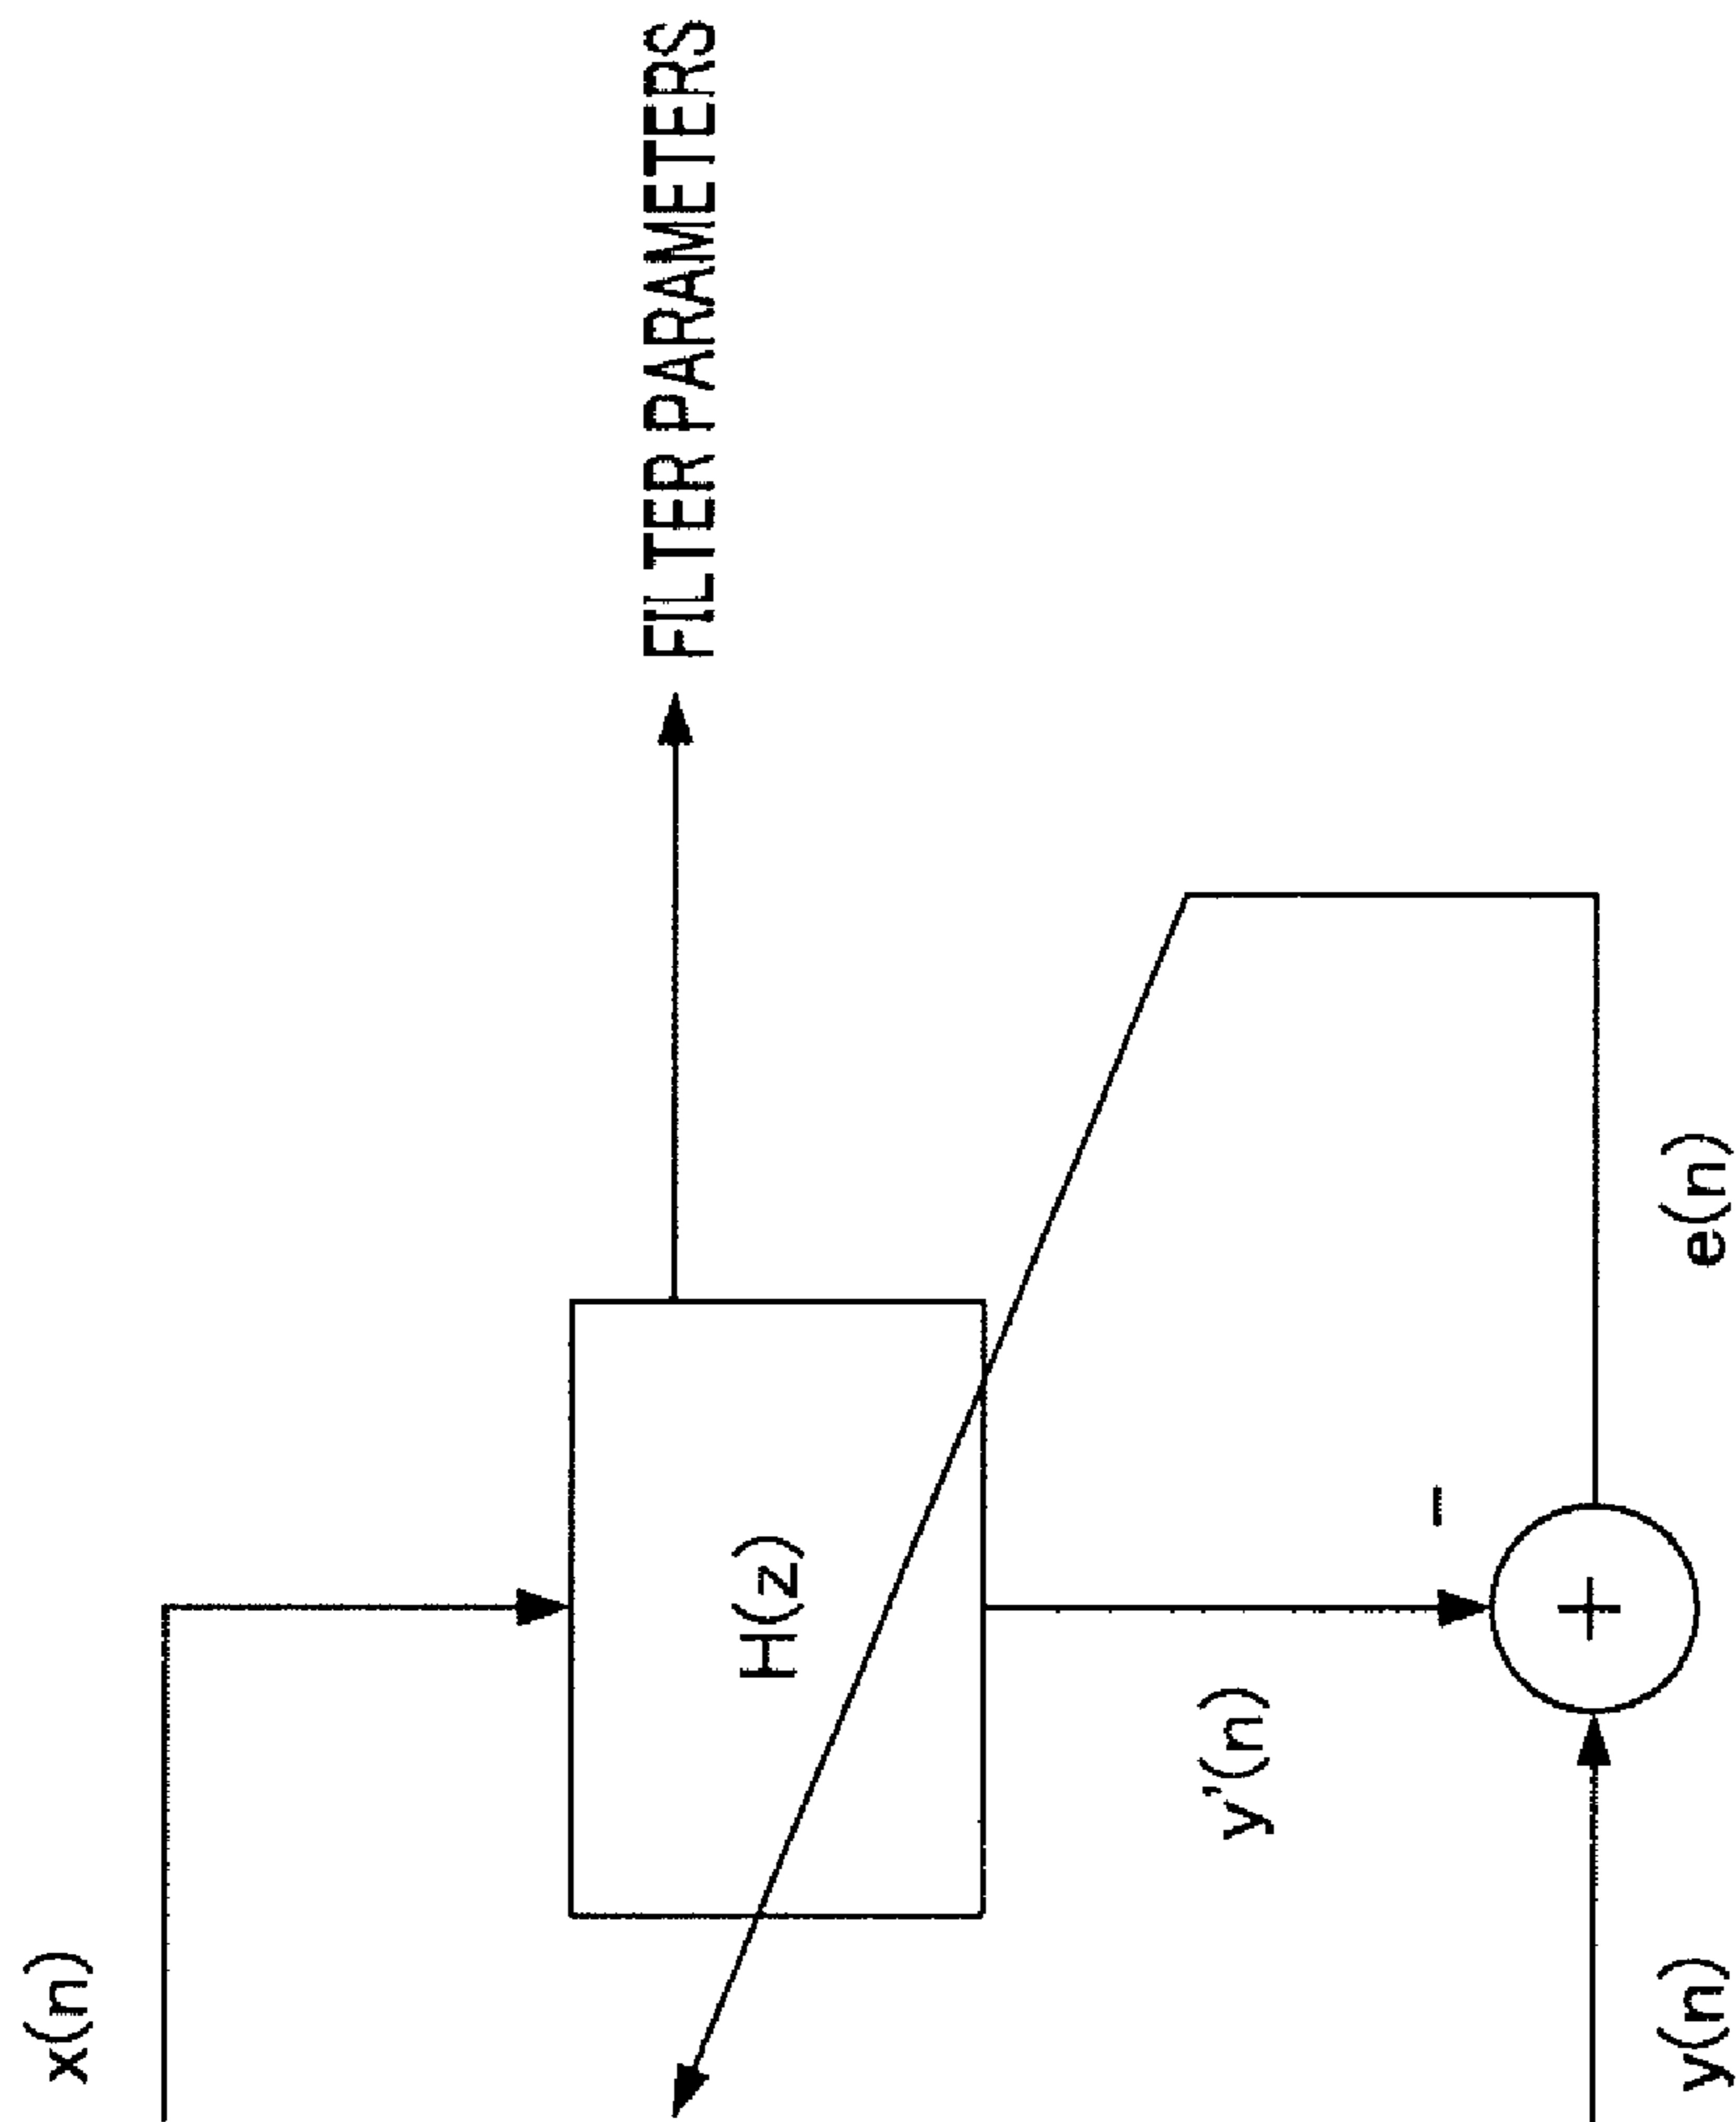 x(n)
H(z)
FILTER PARAMETERS
y'(n)
–
+
y(n)
e(n)